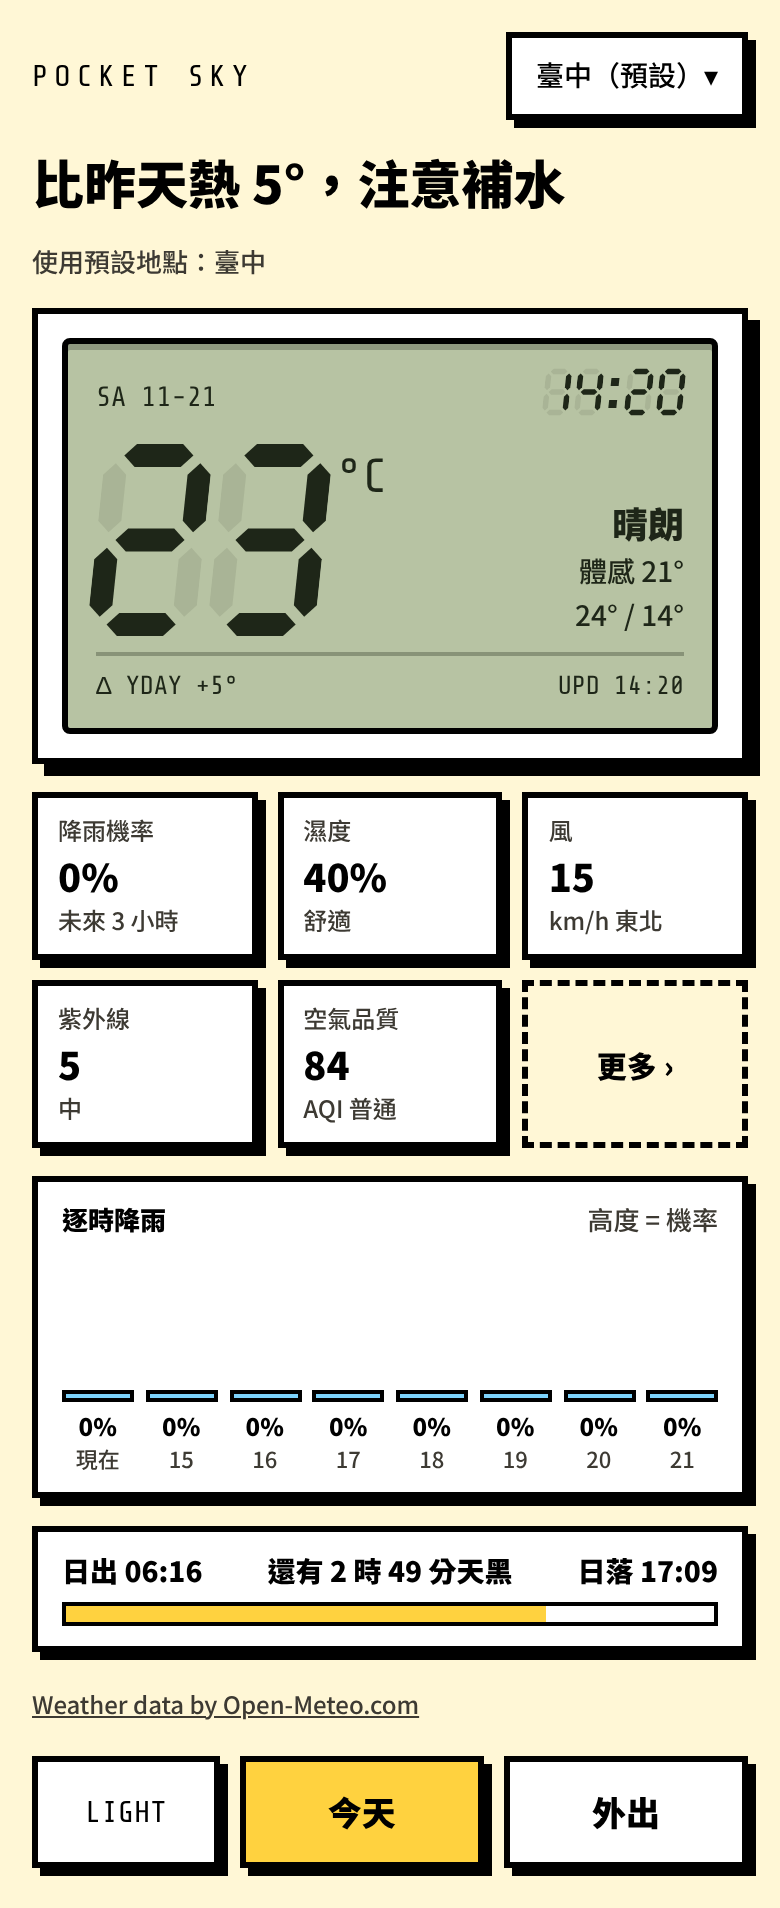 POCKET SKY
臺中（預設）▾
比昨天熱 5°，注意補水
使用預設地點：臺中
SA 11-21
14:20
23°C
晴朗
體感 21°
24° / 14°
Δ YDAY +5°
UPD 14:20
降雨機率
0%
未來 3 小時
濕度
40%
舒適
風
15
km/h 東北
紫外線
5
中
空氣品質
84
AQI 普通
更多 ›
逐時降雨
高度 = 機率
0% 0% 0% 0% 0% 0% 0% 0%
現在 15 16 17 18 19 20 21
日出 06:16
還有 2 時 49 分天黑
日落 17:09
Weather data by Open-Meteo.com
LIGHT
今天
外出